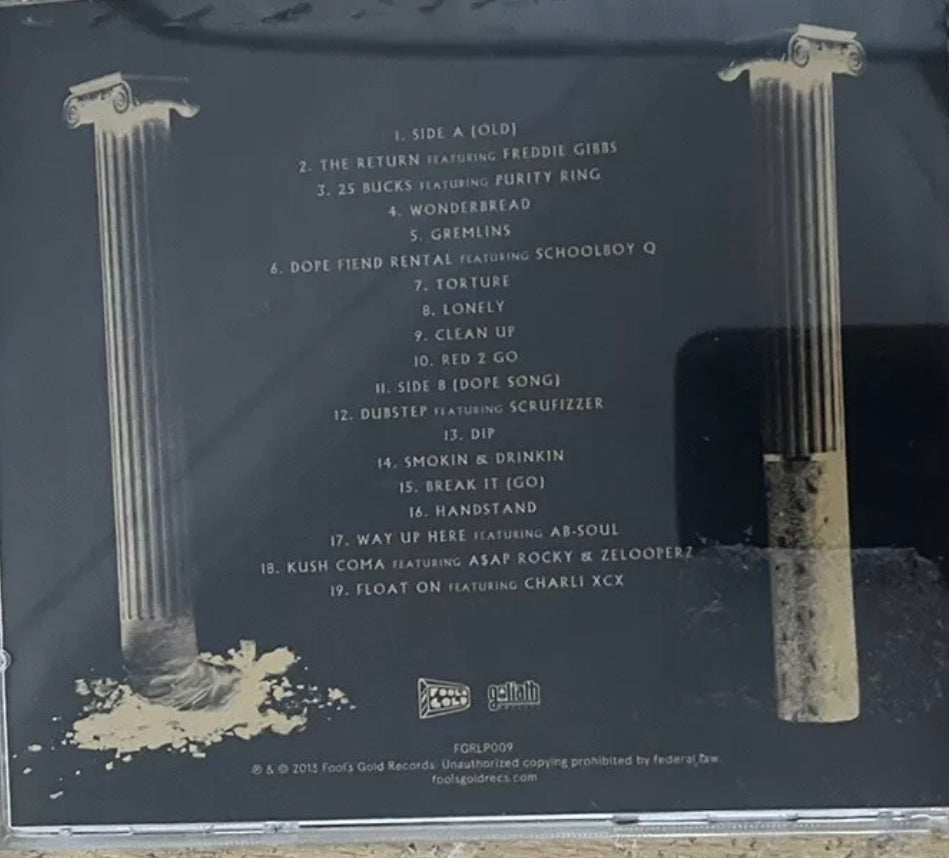 1. SIDE A [OLD]
2. THE RETURN FEATURING FREDDIE GIBBS
3. 25 BUCKS FEATURING PURITY RING
4. WONDERBREAD
5. GREMLINS
6. DOPE FIEND RENTAL FEATURING SCHOOLBOY Q
7. TORTURE
8. LONELY
9. CLEAN UP
10. RED 2 GO
11. SIDE B [DOPE SONG]
12. DUBSTEP FEATURING SCRUFIZZER
13. DIP
14. SMOKIN & DRINKIN
15. BREAK IT [GO]
16. HANDSTAND
17. WAY UP HERE FEATURING AB-SOUL
18. KUSH COMA FEATURING A$AP ROCKY & ZELOOPERZ
19. FLOAT ON FEATURING CHARLI XCX
FOOL'S GOLD goliath
FGRLP009
℗ & © 2013 Fool's Gold Records. Unauthorized copying prohibited by federal law.
foolsgoldrecs.com